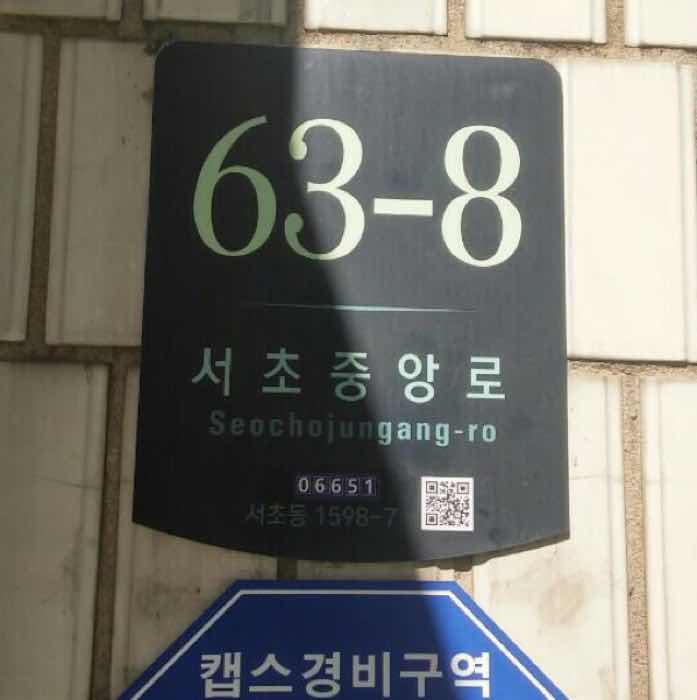 63-8
서초중앙로
Seochojungang-ro
06651
서초동 1598-7
캡스경비구역